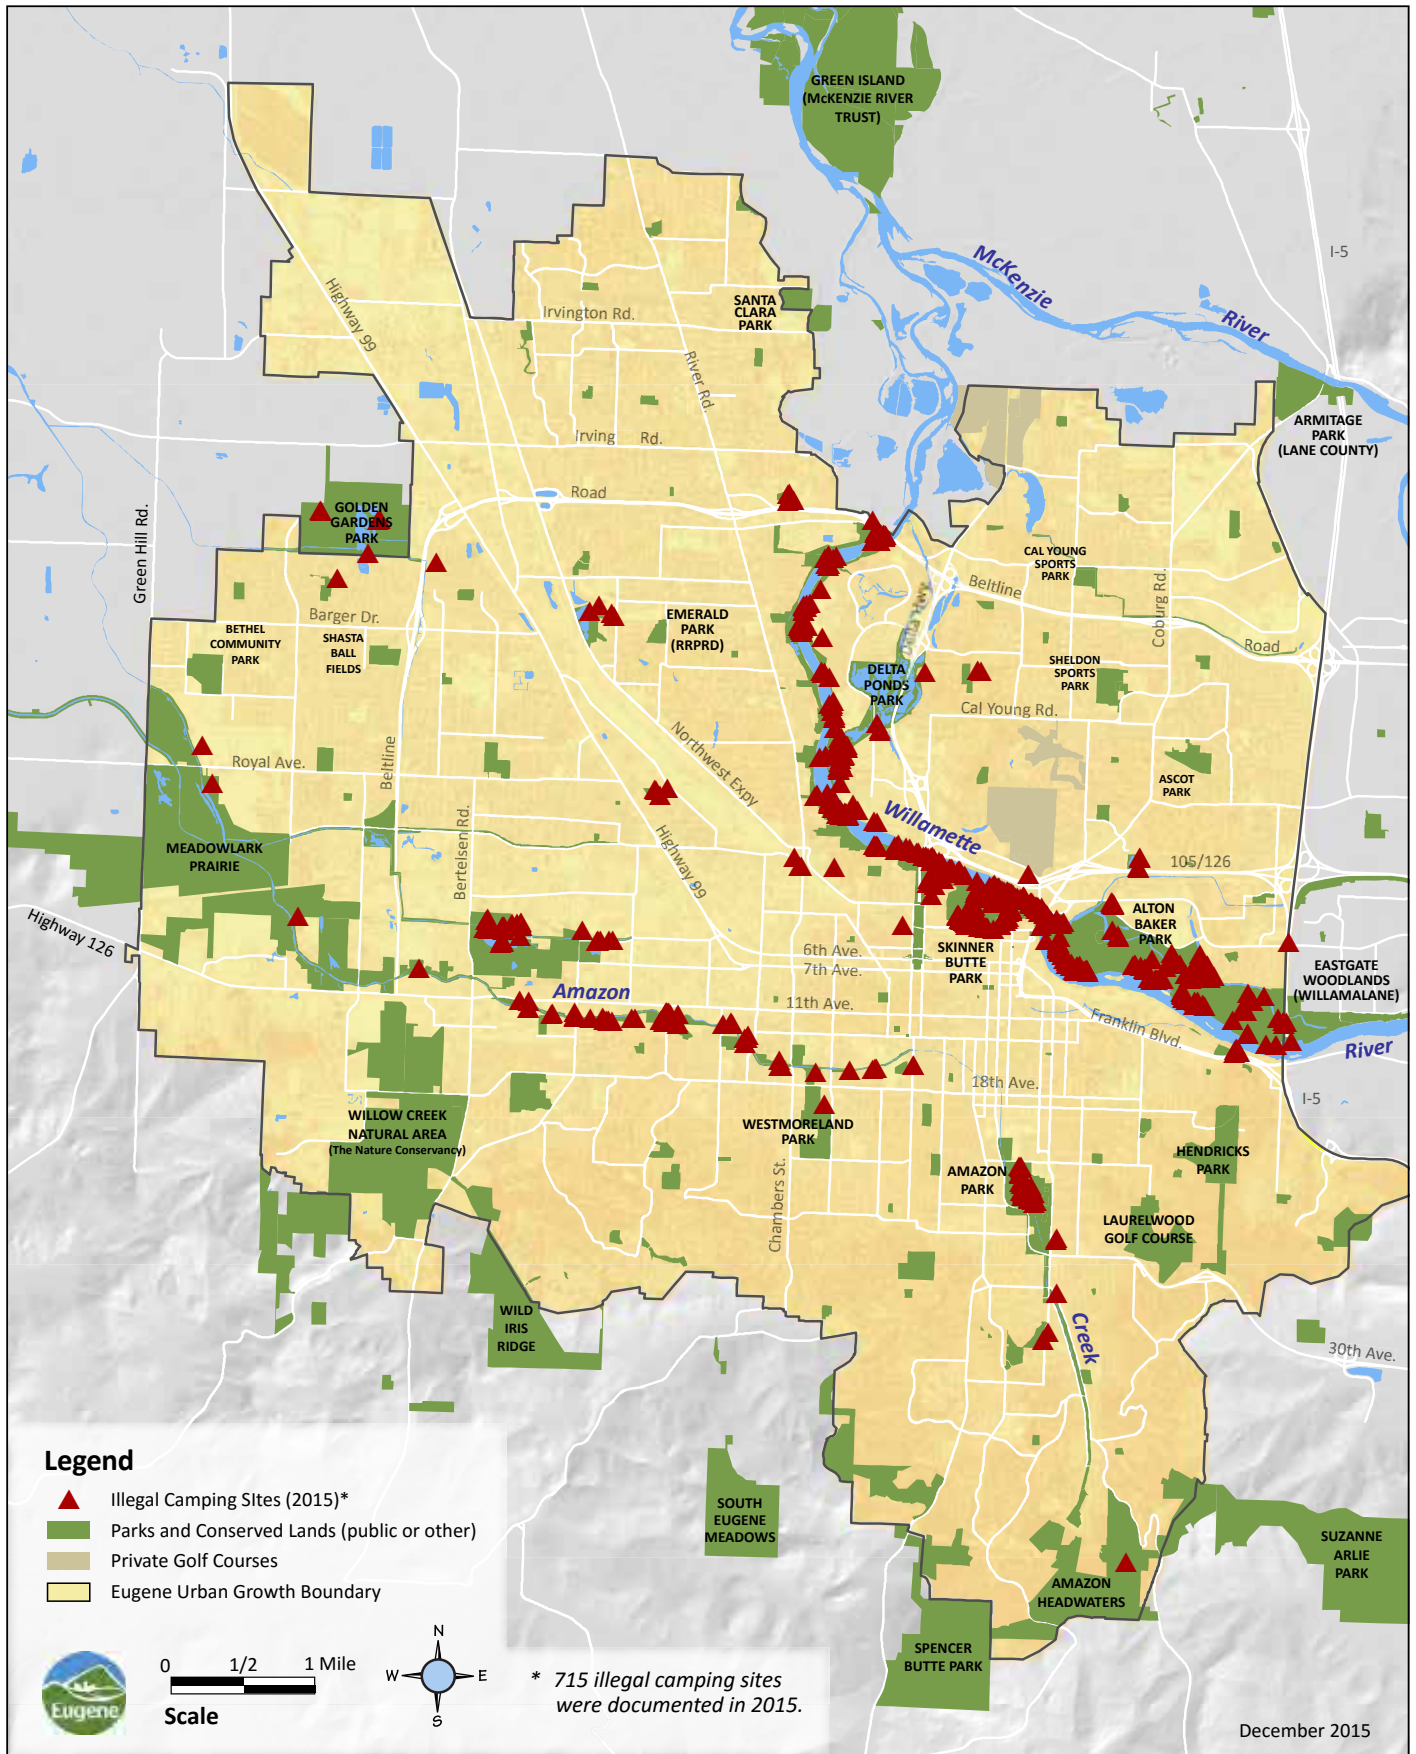 GREEN ISLAND
(McKENZIE RIVER
TRUST)
McKenzie
River
I-5
Highway 99
Irvington Rd.
SANTA
CLARA
PARK
River Rd.
ARMITAGE
PARK
(LANE COUNTY)
Irving Rd.
Road
Green Hill Rd.
GOLDEN
GARDENS
PARK
CAL YOUNG
SPORTS
PARK
Beltline
Coburg Rd.
Road
Delta Hwy.
Barger Dr.
BETHEL
COMMUNITY
PARK
SHASTA
BALL
FIELDS
EMERALD
PARK
(RRPRD)
DELTA
PONDS
PARK
SHELDON
SPORTS
PARK
Cal Young Rd.
Royal Ave.
Beltline
Northwest Expy
ASCOT
PARK
Bertelsen Rd.
Highway 99
Willamette
MEADOWLARK
PRAIRIE
105/126
Highway 126
ALTON
BAKER
PARK
SKINNER
BUTTE
PARK
6th Ave.
7th Ave.
11th Ave.
EASTGATE
WOODLANDS
(WILLAMALANE)
Amazon
Franklin Blvd.
River
18th Ave.
I-5
WILLOW CREEK
NATURAL AREA
(The Nature Conservancy)
WESTMORELAND
PARK
HENDRICKS
PARK
AMAZON
PARK
Chambers St.
LAURELWOOD
GOLF COURSE
WILD
IRIS
RIDGE
Creek
30th Ave.
SOUTH
EUGENE
MEADOWS
SUZANNE
ARLIE
PARK
AMAZON
HEADWATERS
SPENCER
BUTTE PARK
Legend
Illegal Camping SItes (2015)*
Parks and Conserved Lands (public or other)
Private Golf Courses
Eugene Urban Growth Boundary
Eugene
0 1/2 1 Mile
Scale
N
W E
S
* 715 illegal camping sites
were documented in 2015.
December 2015